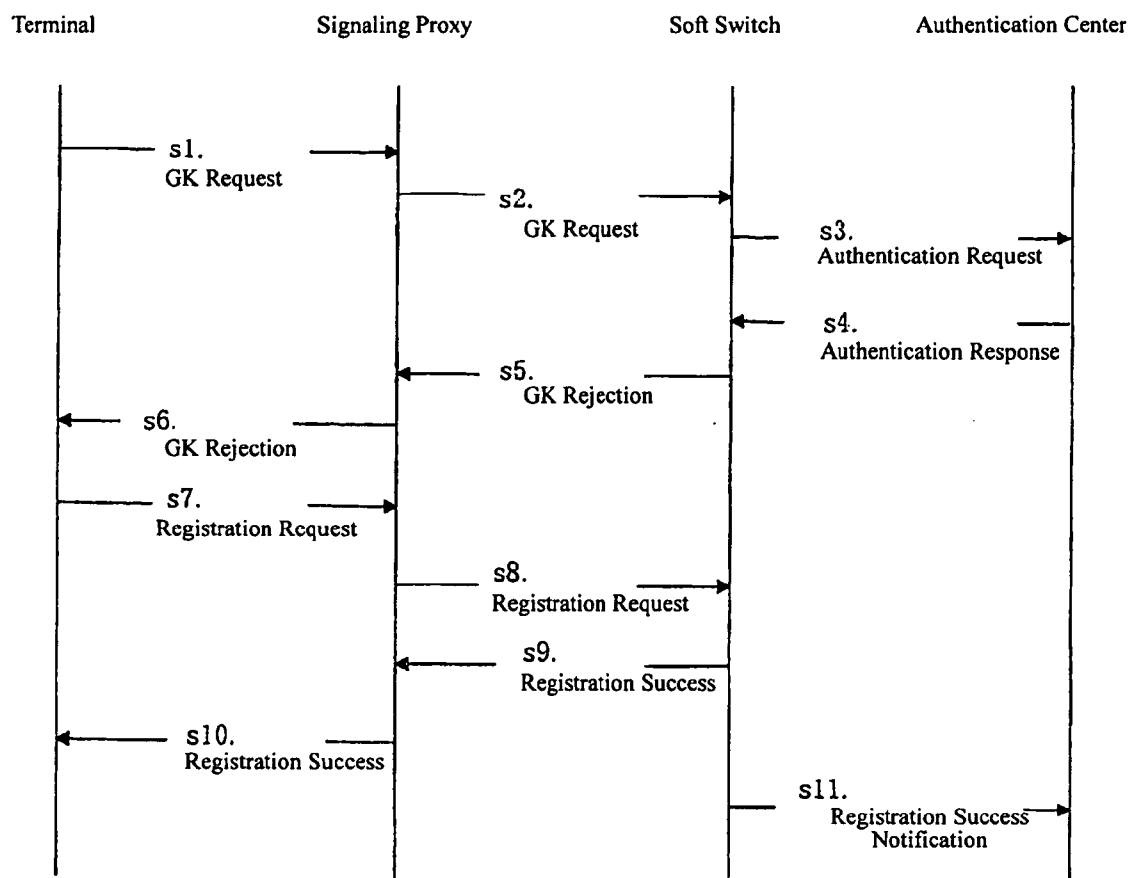 Terminal
Signaling Proxy
Soft Switch
Authentication Center
s1.
GK Request
s2.
GK Request
s3.
Authentication Request
s4.
Authentication Response
s5.
GK Rejection
s6.
GK Rejection
s7.
Registration Request
s8.
Registration Request
s9.
Registration Success
s10.
Registration Success
s11.
Registration Success
Notification